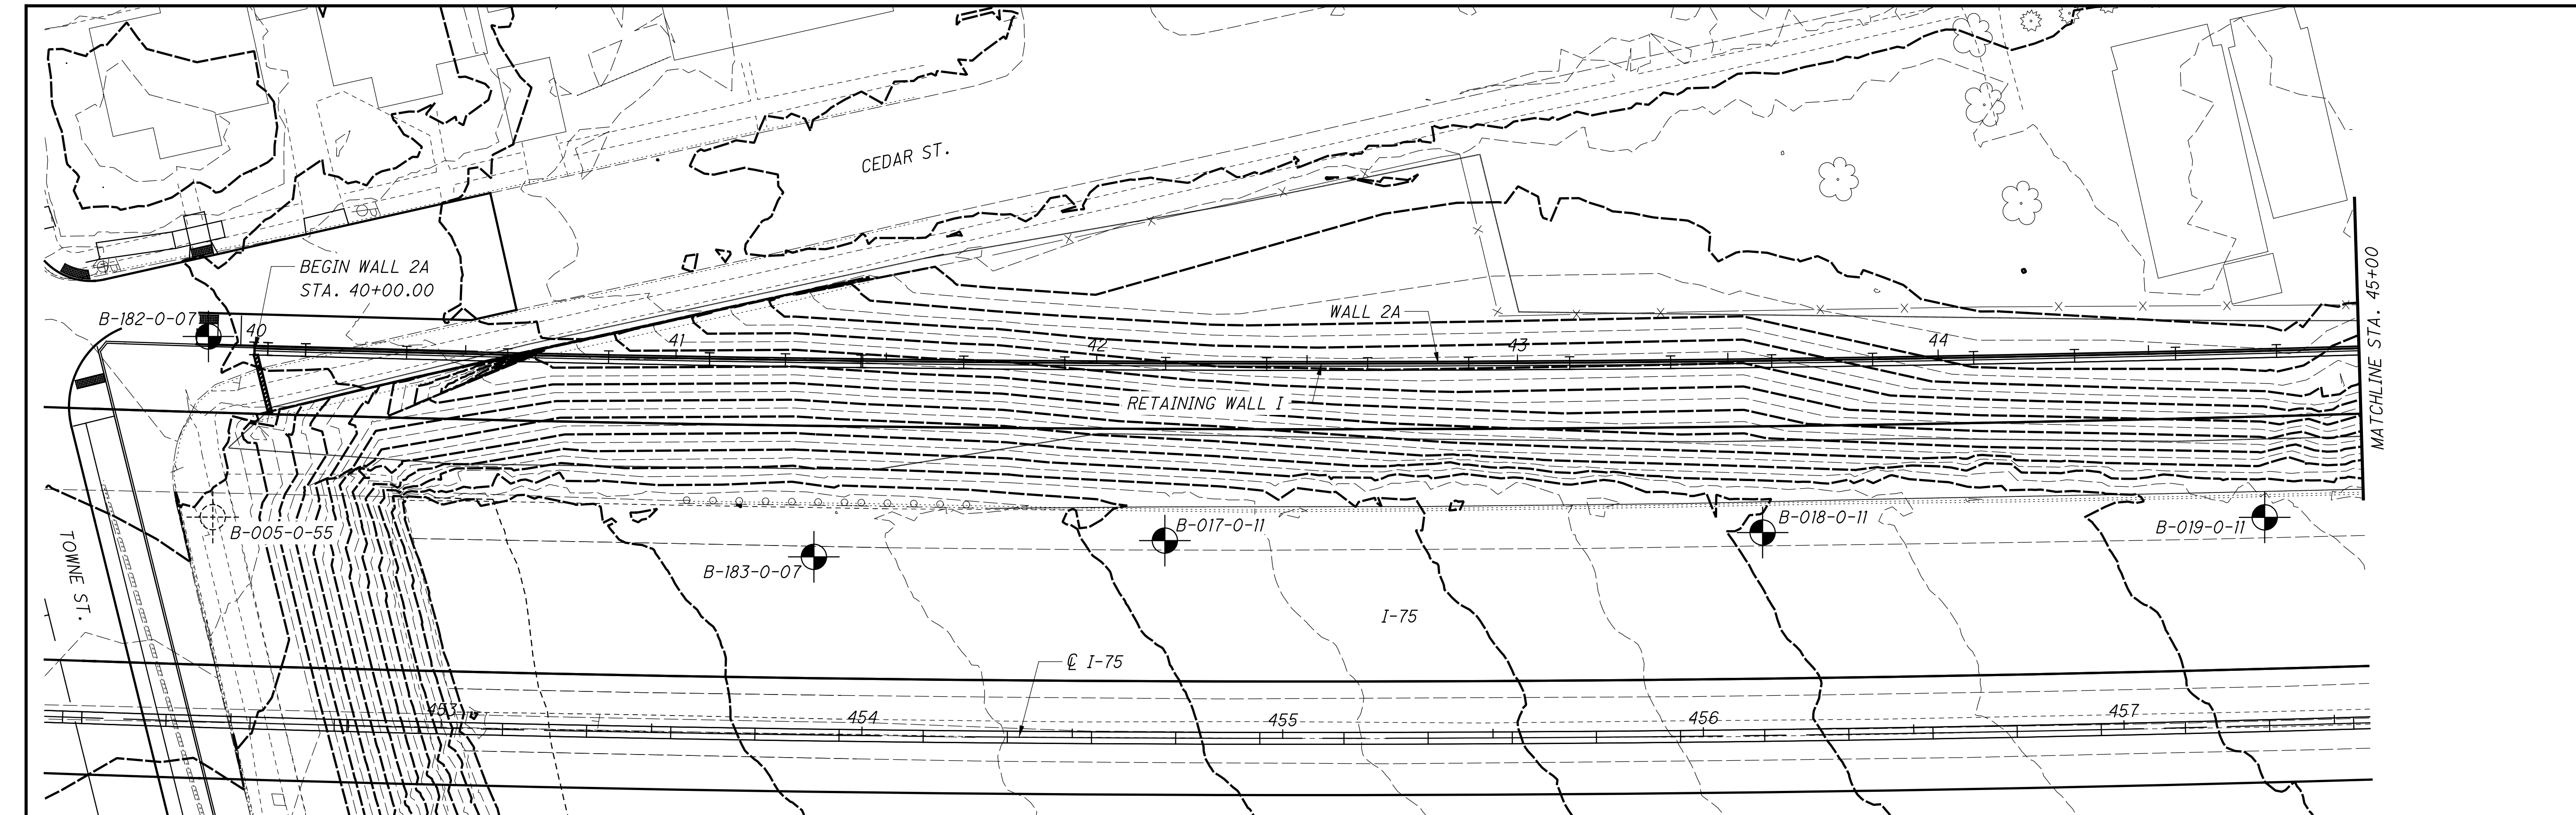 CEDAR ST.
BEGIN WALL 2A
STA. 40+00.00
B-182-0-07
40
41
42
43
44
WALL 2A
RETAINING WALL I
MATCHLINE STA. 45+00
B-005-0-55
B-183-0-07
B-017-0-11
B-018-0-11
B-019-0-11
TOWNE ST.
I-75
℄ I-75
453
454
455
456
457